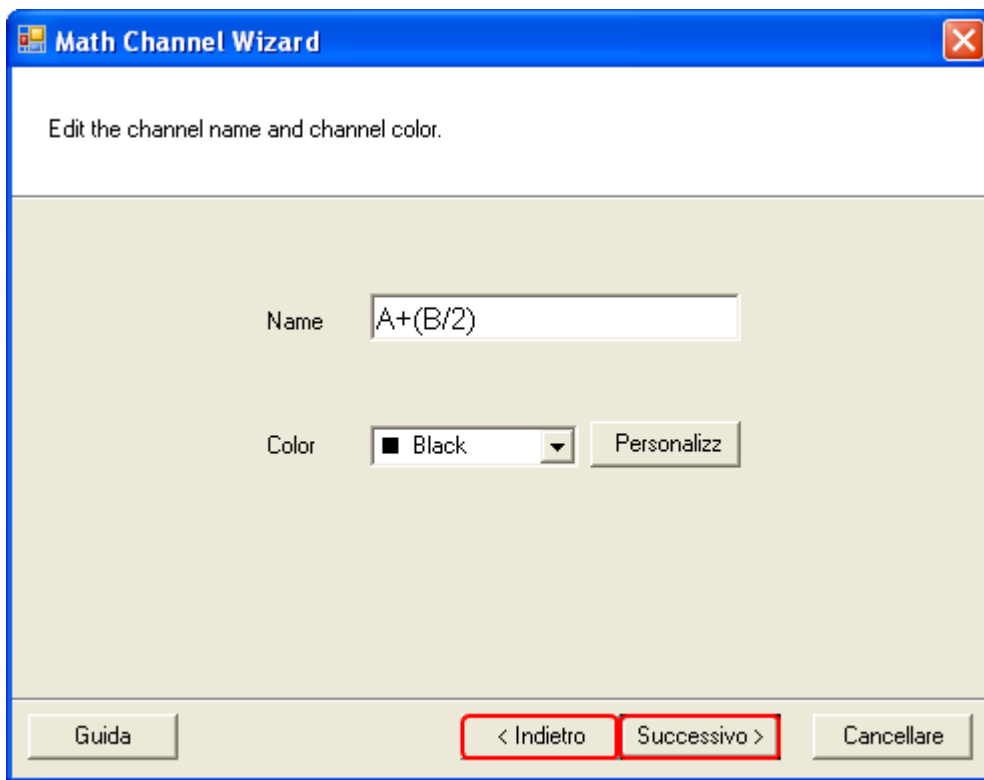 Math Channel Wizard
Edit the channel name and channel color.
Name A+(B/2)
Color Black Personalizz
Guida < Indietro Successivo > Cancellare